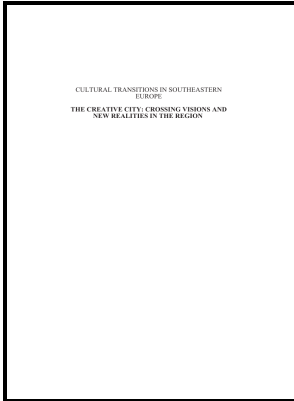 CULTURAL TRANSITIONS IN SOUTHEASTERN
EUROPE
THE CREATIVE CITY: CROSSING VISIONS AND
NEW REALITIES IN THE REGION